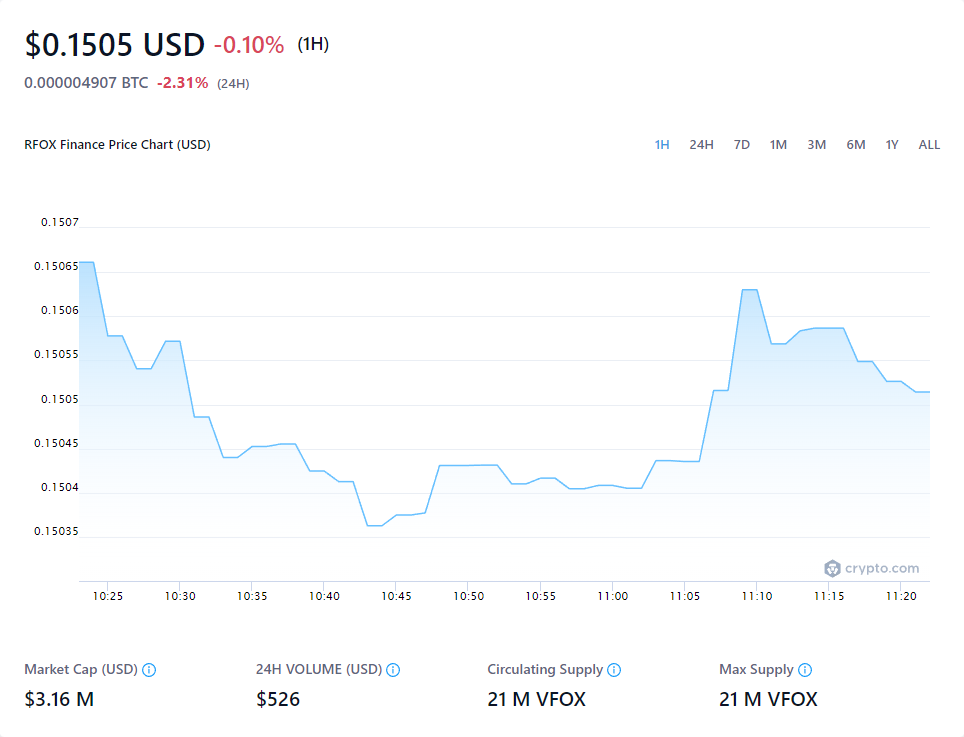 $0.1505 USD -0.10% (1H)
0.000004907 BTC -2.31% (24H)
RFOX Finance Price Chart (USD)
1H 24H 7D 1M 3M 6M 1Y ALL
0.1507
0.15065
0.1506
0.15055
0.1505
0.15045
0.1504
0.15035
crypto.com
10:25 10:30 10:35 10:40 10:45 10:50 10:55 11:00 11:05 11:10 11:15 11:20
Market Cap (USD) 24H VOLUME (USD) Circulating Supply Max Supply
$3.16 M $526 21 M VFOX 21 M VFOX